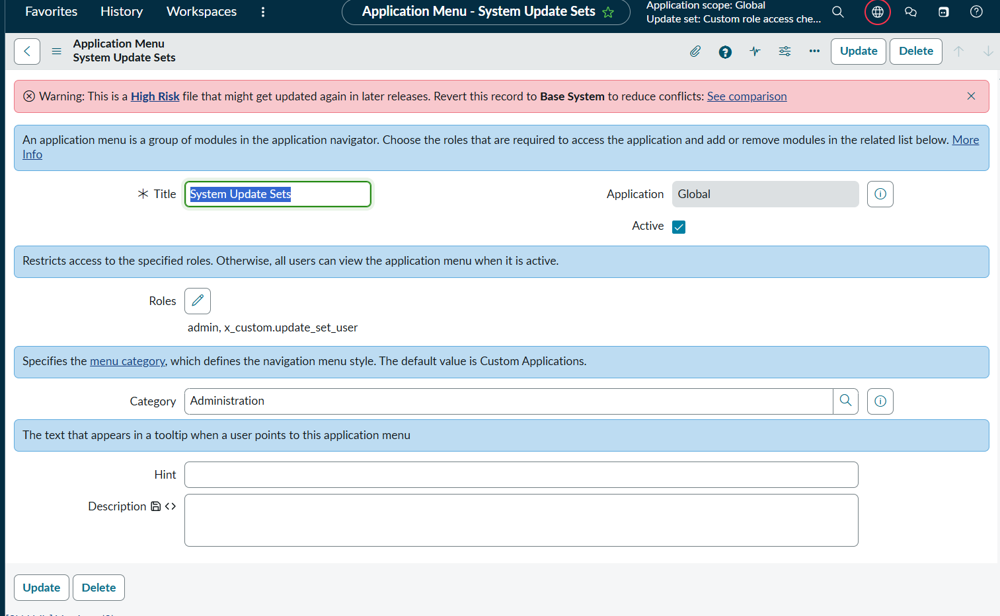 Favorites History Workspaces
Application Menu - System Update Sets
Application scope: Global
Update set: Custom role access che...
Application Menu
System Update Sets
Update Delete
Warning: This is a High Risk file that might get updated again in later releases. Revert this record to Base System to reduce conflicts: See comparison
An application menu is a group of modules in the application navigator. Choose the roles that are required to access the application and add or remove modules in the related list below. More
Info
Title System Update Sets
Application Global
Active
Restricts access to the specified roles. Otherwise, all users can view the application menu when it is active.
Roles
admin, x_custom.update_set_user
Specifies the menu category, which defines the navigation menu style. The default value is Custom Applications.
Category Administration
The text that appears in a tooltip when a user points to this application menu
Hint
Description
Update Delete